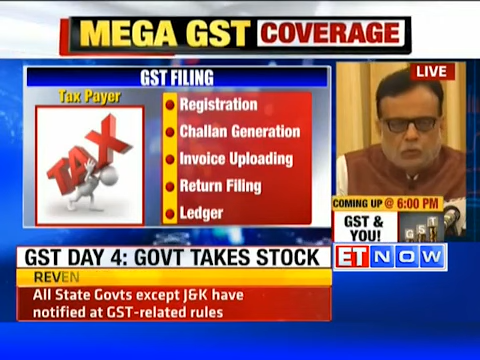 MEGA GST COVERAGE
GST FILING
Tax Payer
TAX
Registration
Challan Generation
Invoice Uploading
Return Filing
Ledger
LIVE
COMING UP @ 6:00 PM
GST &
YOU!
ET NOW
GST DAY 4: GOVT TAKES STOCK
REVEN
All State Govts except J&K have
notified at GST-related rules